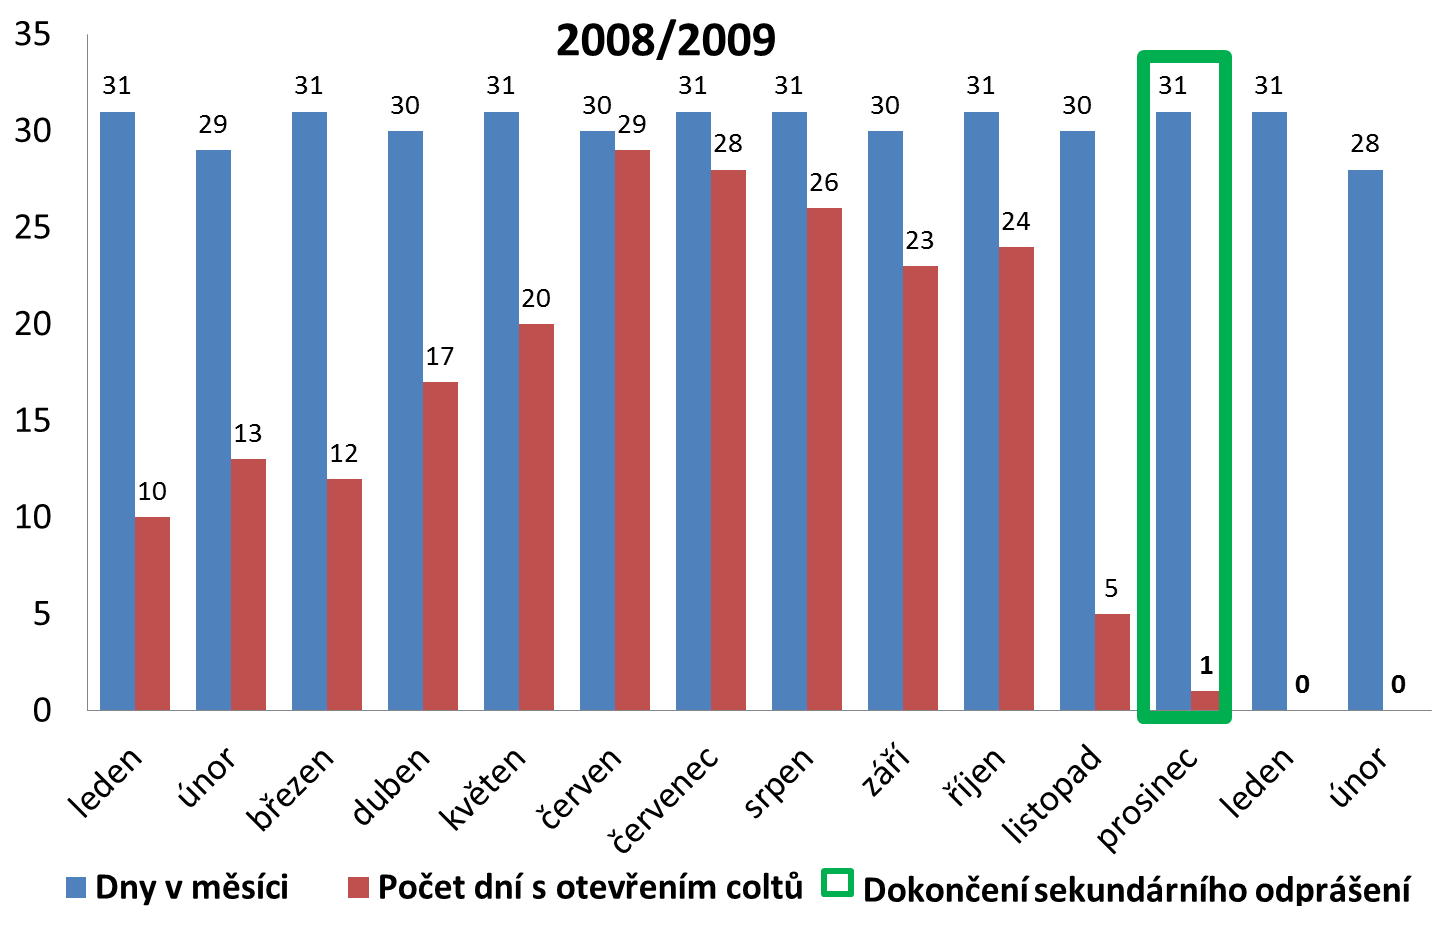 2008/2009
35
30
25
20
15
10
5
0
31 29 31 30 31 30 31 31 30 31 30 31 31 28
10 13 12 17 20 29 28 26 23 24 5 1 0 0
leden únor březen duben květen červen červenec srpen září říjen listopad prosinec leden únor
Dny v měsíci Počet dní s otevřením coltů Dokončení sekundárního odprášení